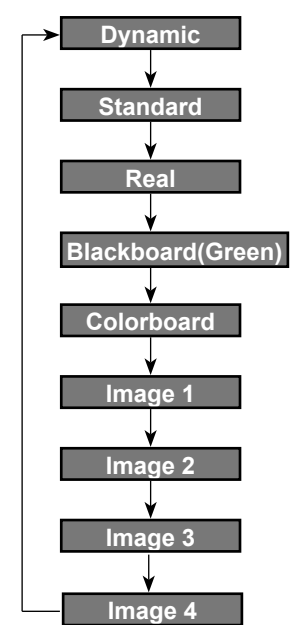 Dynamic
Standard
Real
Blackboard(Green)
Colorboard
Image 1
Image 2
Image 3
Image 4